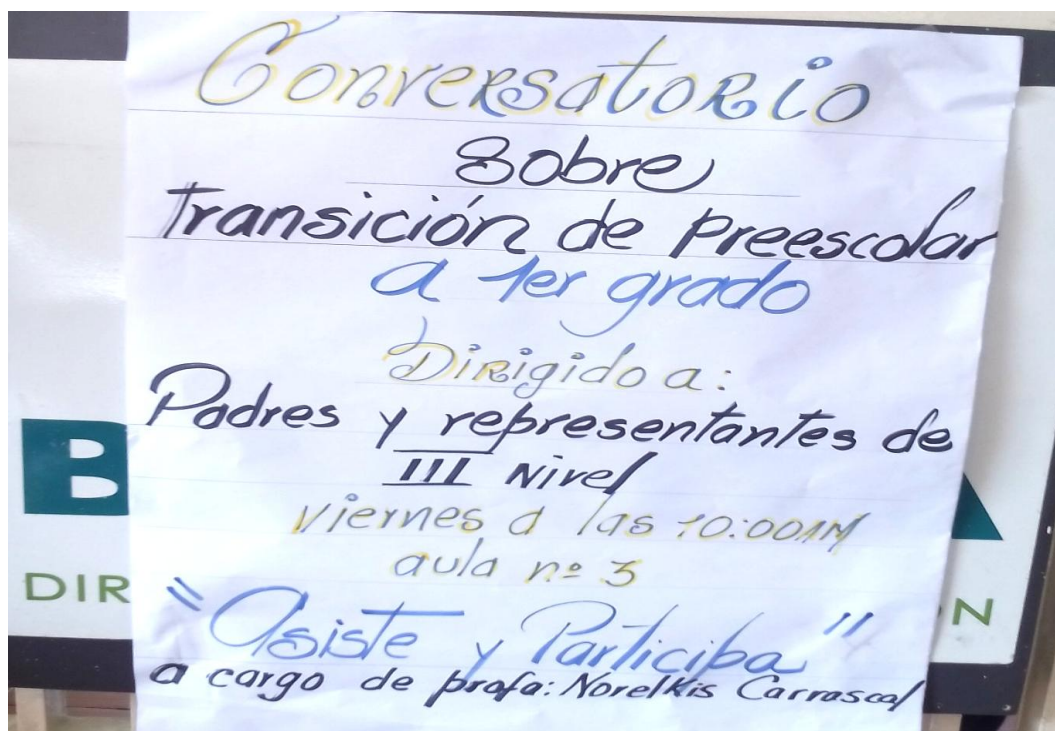 Conversatorio
Sobre
Transición de Preescolar
a 1er grado
Dirigido a:
Padres y representantes de
III Nivel
Viernes a las 10:00AM
aula nº 3
"Asiste y Participa"
a cargo de profa: Norelkis Carrascal